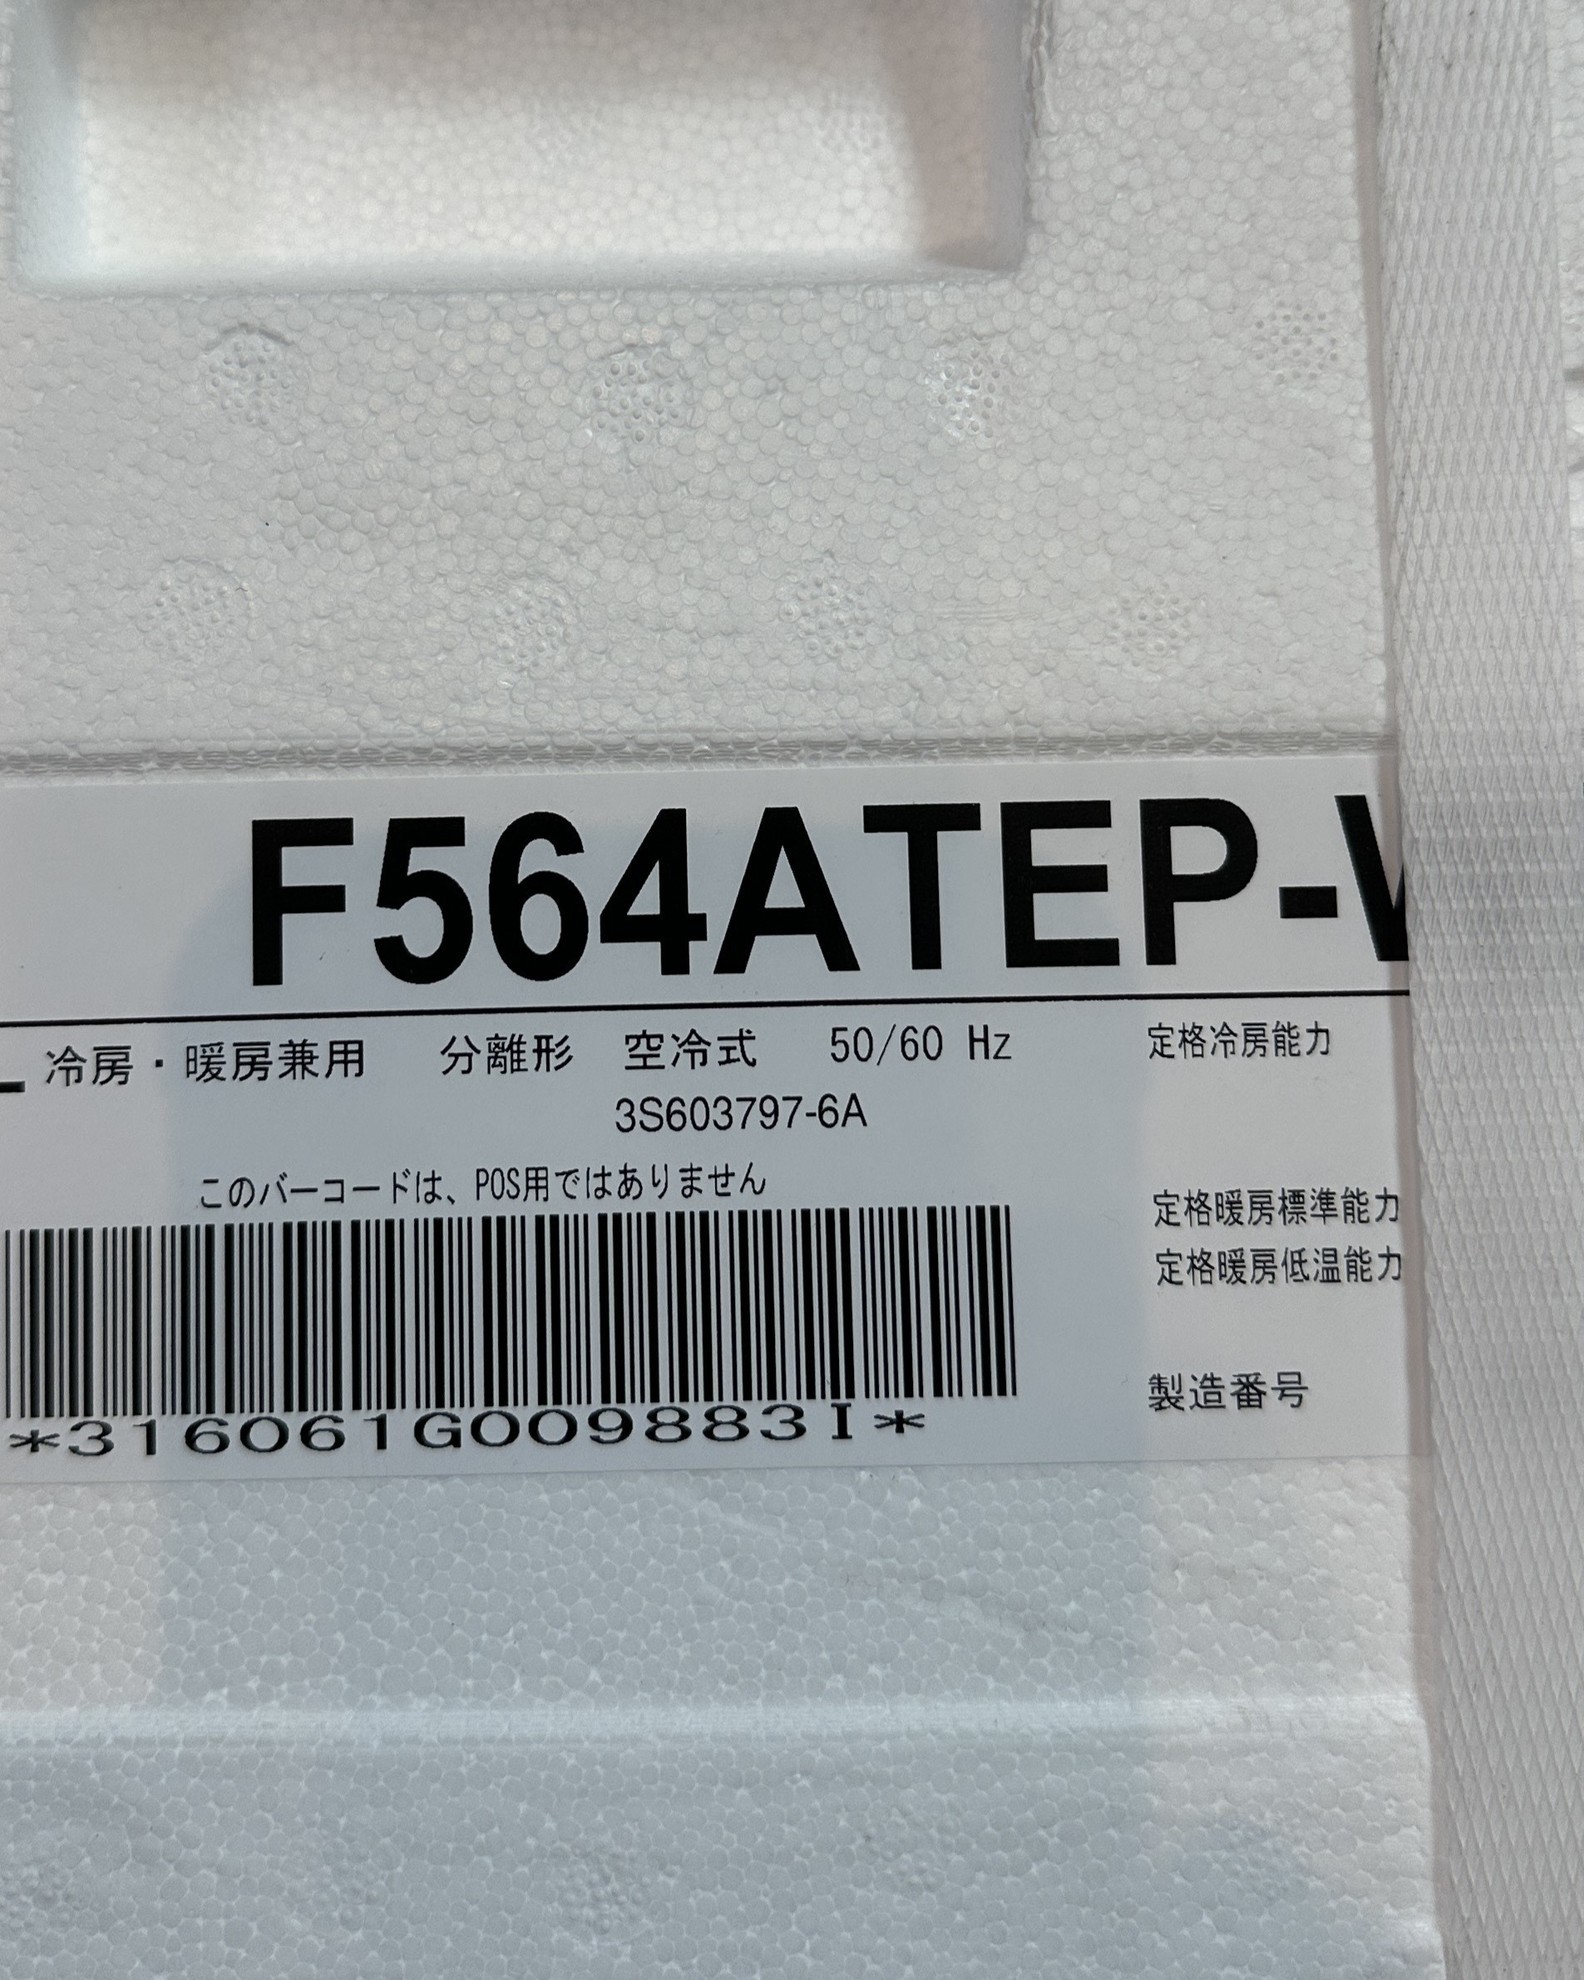 F564ATEP-
冷房・暖房兼用 分離形 空冷式 50/60 Hz
定格冷房能力
3S603797-6A
このバーコードは、POS用ではありません
定格暖房標準能力
定格暖房低温能力
製造番号
*316061G009883I*